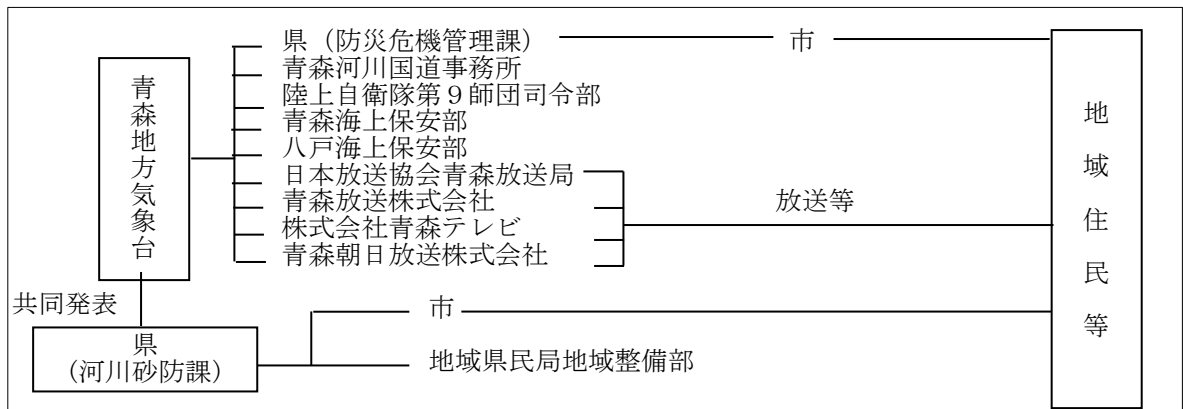 県（防災危機管理課）
市
青森河川国道事務所
陸上自衛隊第９師団司令部
青森海上保安部
八戸海上保安部
日本放送協会青森放送局
青森放送株式会社
放送等
株式会社青森テレビ
青森朝日放送株式会社
青森地方気象台
地域住民等
共同発表
市
県
（河川砂防課）
地域県民局地域整備部